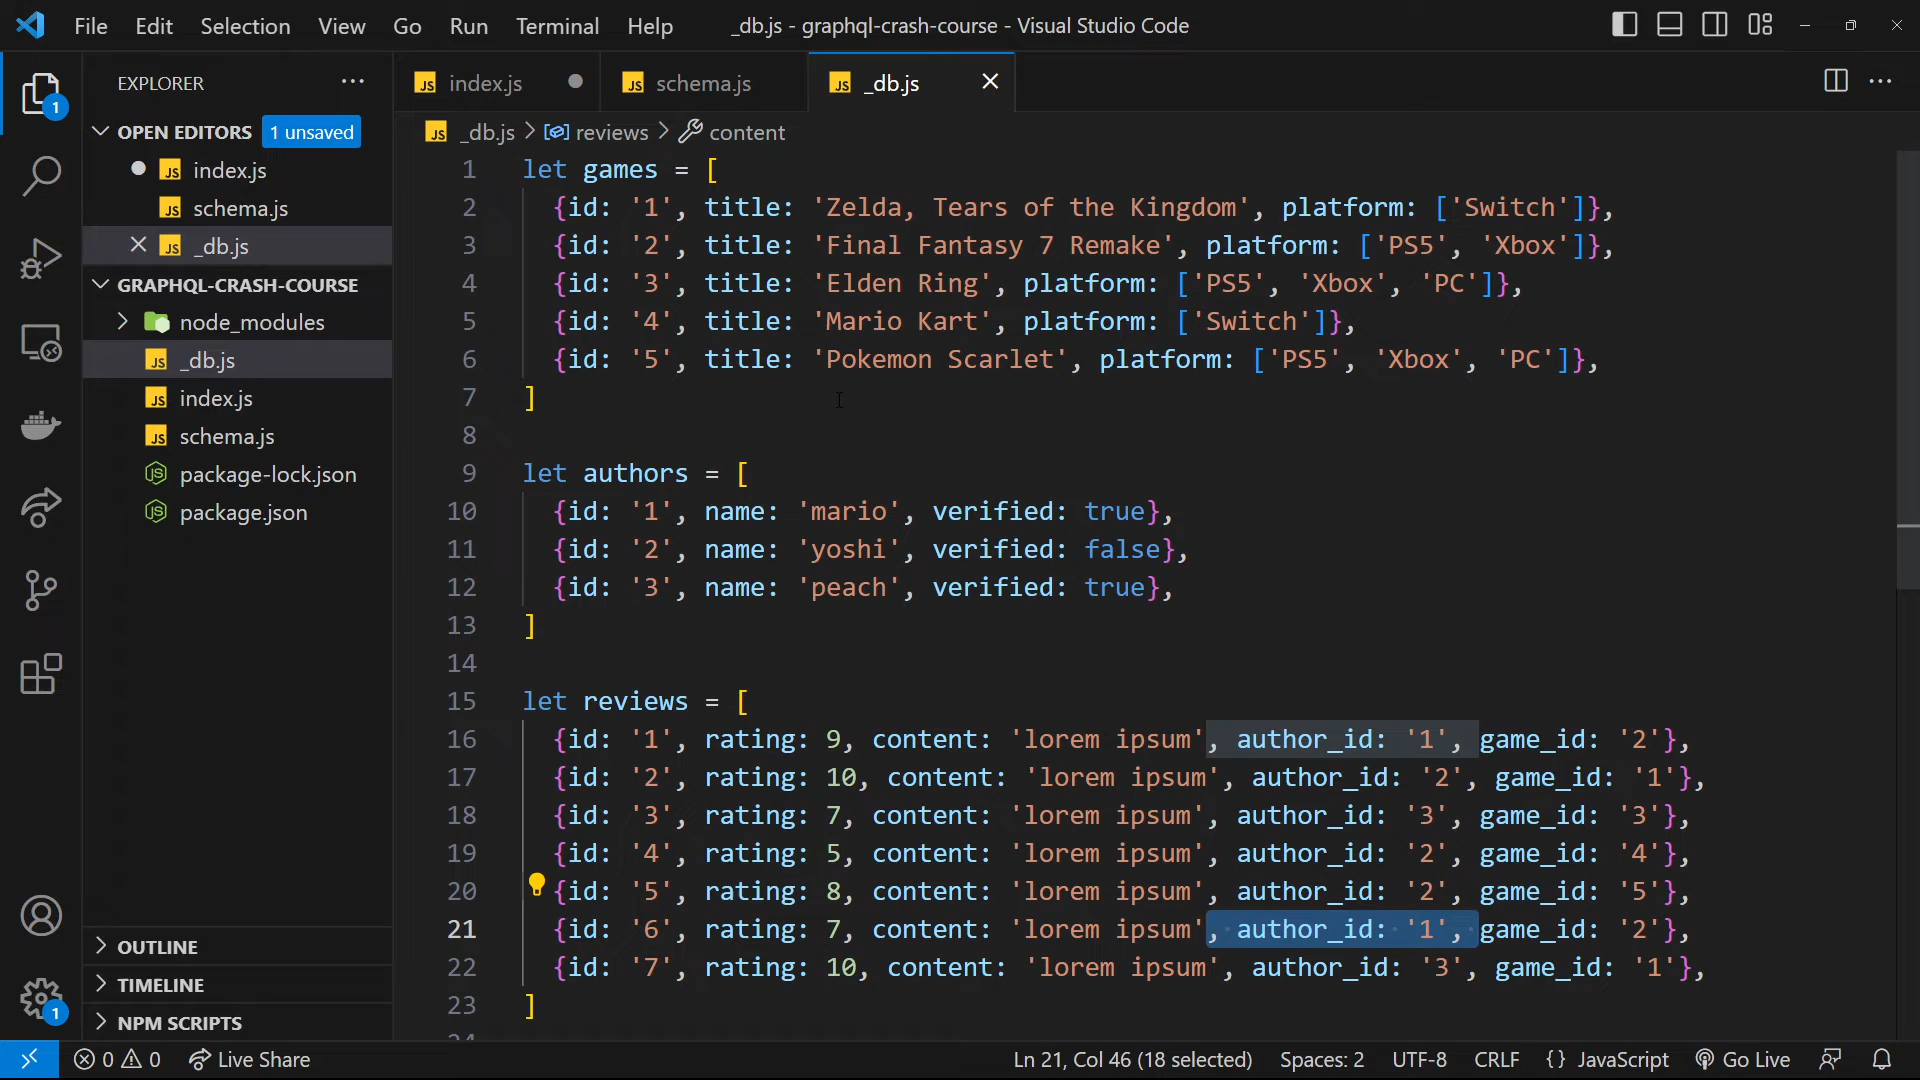 File Edit Selection View Go Run Terminal Help _db.js - graphql-crash-course - Visual Studio Code
EXPLORER
OPEN EDITORS 1 unsaved
index.js
schema.js
_db.js
GRAPHQL-CRASH-COURSE
node_modules
_db.js
index.js
schema.js
package-lock.json
package.json
OUTLINE
TIMELINE
NPM SCRIPTS
1
1
index.js schema.js _db.js
_db.js > reviews > content
1 let games = [
2 {id: '1', title: 'Zelda, Tears of the Kingdom', platform: ['Switch']},
3 {id: '2', title: 'Final Fantasy 7 Remake', platform: ['PS5', 'Xbox']},
4 {id: '3', title: 'Elden Ring', platform: ['PS5', 'Xbox', 'PC']},
5 {id: '4', title: 'Mario Kart', platform: ['Switch']},
6 {id: '5', title: 'Pokemon Scarlet', platform: ['PS5', 'Xbox', 'PC']},
7 ]
8
9 let authors = [
10 {id: '1', name: 'mario', verified: true},
11 {id: '2', name: 'yoshi', verified: false},
12 {id: '3', name: 'peach', verified: true},
13 ]
14
15 let reviews = [
16 {id: '1', rating: 9, content: 'lorem ipsum', author_id: '1', game_id: '2'},
17 {id: '2', rating: 10, content: 'lorem ipsum', author_id: '2', game_id: '1'},
18 {id: '3', rating: 7, content: 'lorem ipsum', author_id: '3', game_id: '3'},
19 {id: '4', rating: 5, content: 'lorem ipsum', author_id: '2', game_id: '4'},
20 {id: '5', rating: 8, content: 'lorem ipsum', author_id: '2', game_id: '5'},
21 {id: '6', rating: 7, content: 'lorem ipsum', author_id: '1', game_id: '2'},
22 {id: '7', rating: 10, content: 'lorem ipsum', author_id: '3', game_id: '1'},
23 ]
0 0 Live Share Ln 21, Col 46 (18 selected) Spaces: 2 UTF-8 CRLF {} JavaScript Go Live